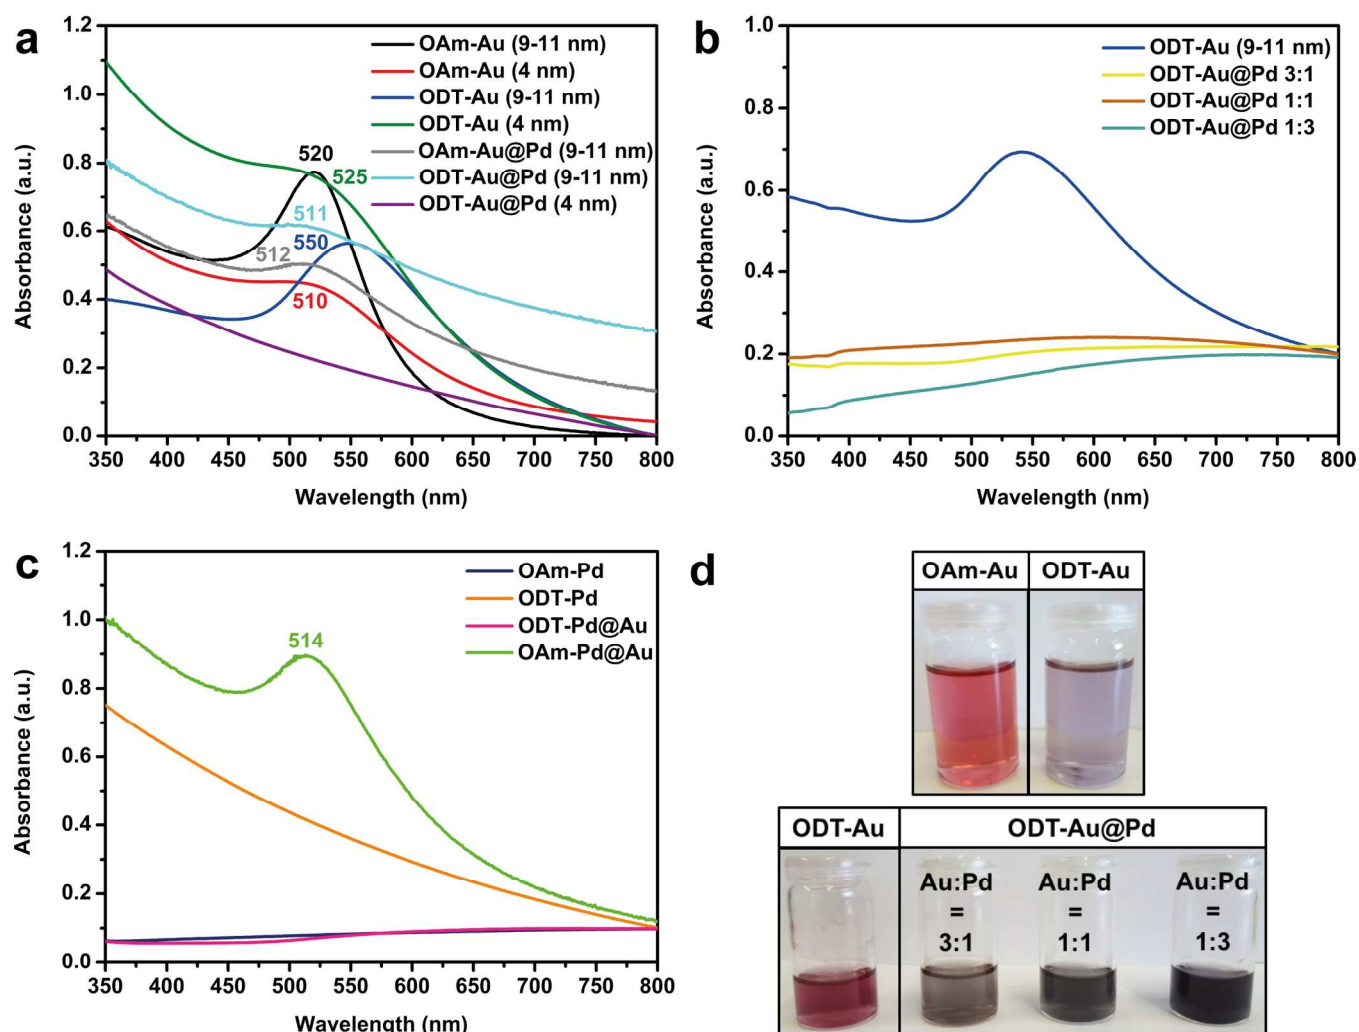 a
1.2
1.0
0.8
0.6
0.4
0.2
0.0
Absorbance (a.u.)
350 400 450 500 550 600 650 700 750 800
Wavelength (nm)
OAm-Au (9-11 nm)
OAm-Au (4 nm)
ODT-Au (9-11 nm)
ODT-Au (4 nm)
OAm-Au@Pd (9-11 nm)
ODT-Au@Pd (9-11 nm)
ODT-Au@Pd (4 nm)
520
525
511
512
550
510
b
1.0
0.8
0.6
0.4
0.2
0.0
Absorbance (a.u.)
350 400 450 500 550 600 650 700 750 800
Wavelength (nm)
ODT-Au (9-11 nm)
ODT-Au@Pd 3:1
ODT-Au@Pd 1:1
ODT-Au@Pd 1:3
c
1.2
1.0
0.8
0.6
0.4
0.2
0.0
Absorbance (a.u.)
350 400 450 500 550 600 650 700 750 800
Wavelength (nm)
OAm-Pd
ODT-Pd
ODT-Pd@Au
OAm-Pd@Au
514
d
OAm-Au ODT-Au
ODT-Au ODT-Au@Pd
Au:Pd
=
3:1
Au:Pd
=
1:1
Au:Pd
=
1:3